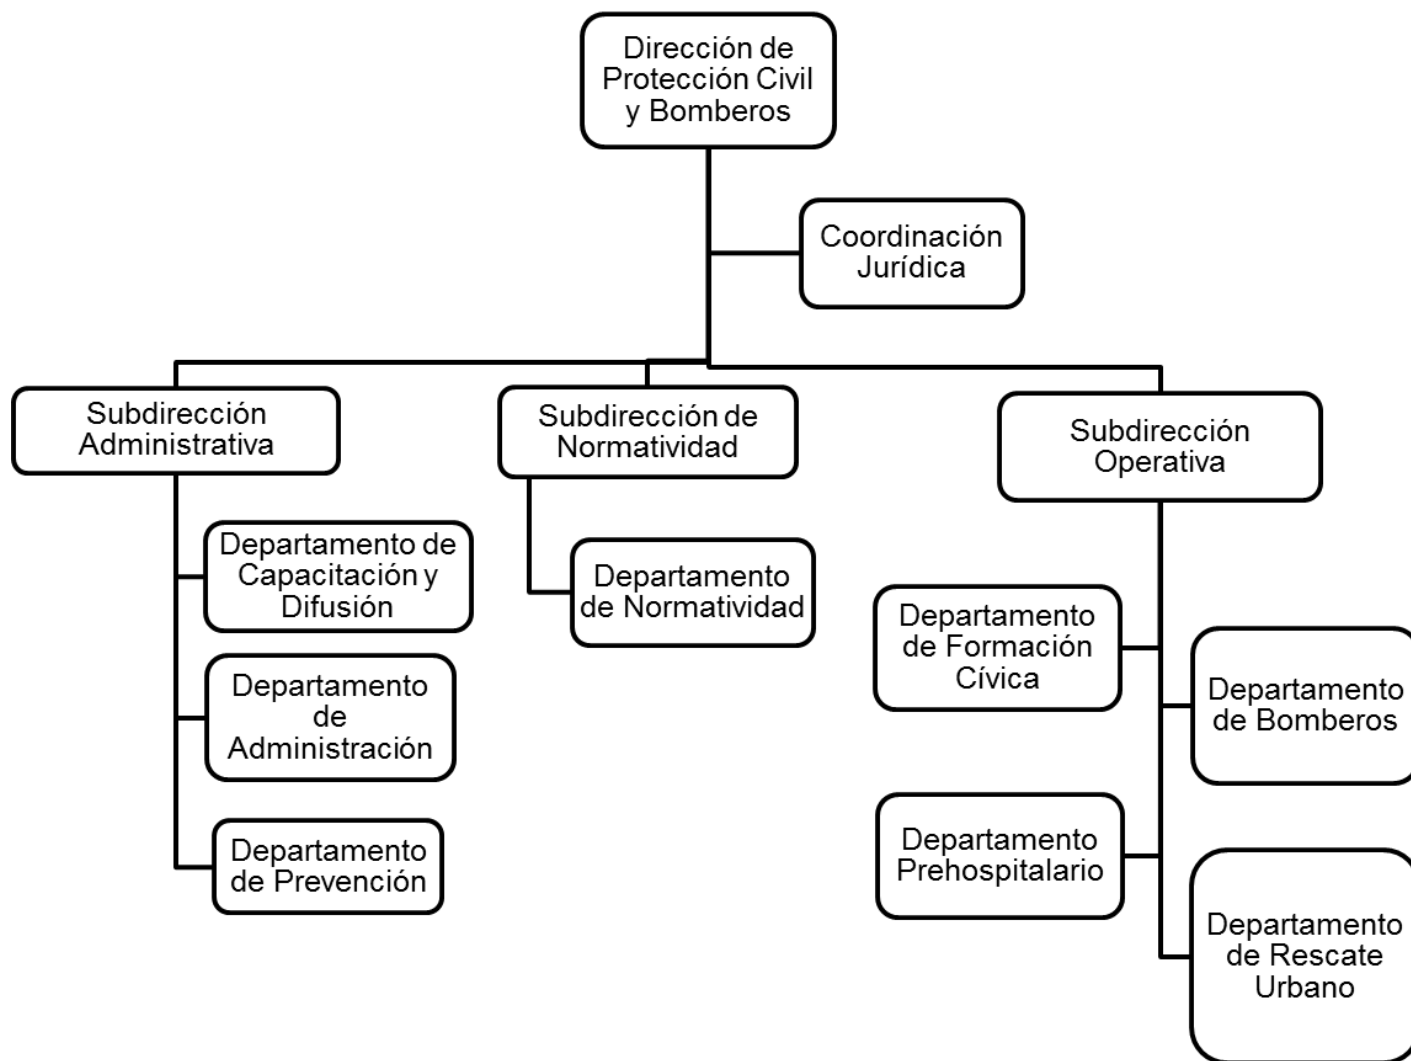 Dirección de
Protección Civil
y Bomberos
Coordinación
Jurídica
Subdirección
Administrativa
Subdirección de
Normatividad
Subdirección
Operativa
Departamento de
Capacitación y
Difusión
Departamento
de
Administración
Departamento
de Prevención
Departamento
de Normatividad
Departamento
de Formación
Cívica
Departamento
de Bomberos
Departamento
Prehospitalario
Departamento
de Rescate
Urbano